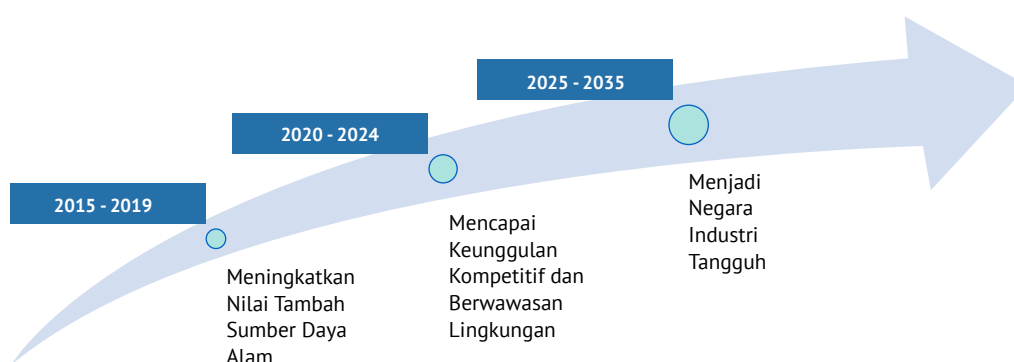 2015 - 2019
Meningkatkan
Nilai Tambah
Sumber Daya
Alam
2020 - 2024
Mencapai
Keunggulan
Kompetitif dan
Berwawasan
Lingkungan
2025 - 2035
Menjadi
Negara
Industri
Tangguh